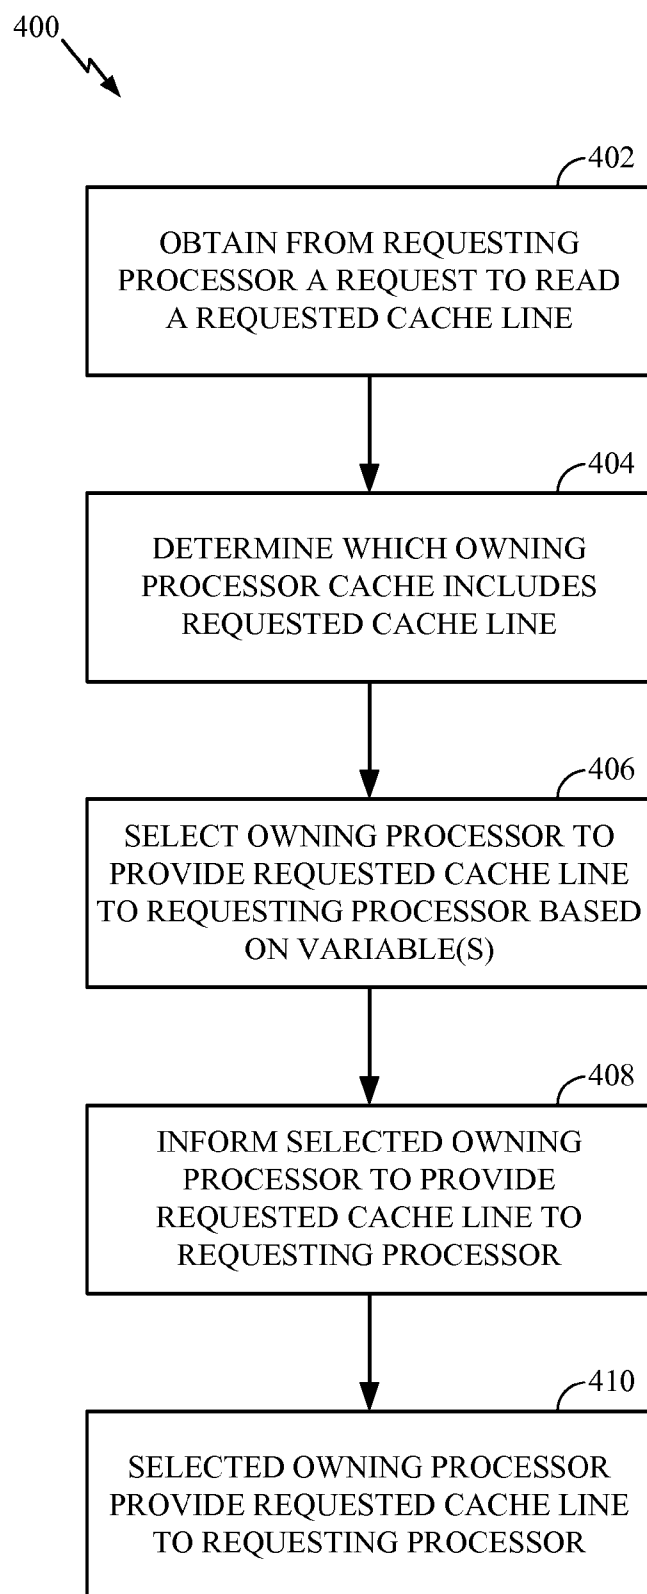 400
402
OBTAIN FROM REQUESTING
PROCESSOR A REQUEST TO READ
A REQUESTED CACHE LINE
404
DETERMINE WHICH OWNING
PROCESSOR CACHE INCLUDES
REQUESTED CACHE LINE
406
SELECT OWNING PROCESSOR TO
PROVIDE REQUESTED CACHE LINE
TO REQUESTING PROCESSOR BASED
ON VARIABLE(S)
408
INFORM SELECTED OWNING
PROCESSOR TO PROVIDE
REQUESTED CACHE LINE TO
REQUESTING PROCESSOR
410
SELECTED OWNING PROCESSOR
PROVIDE REQUESTED CACHE LINE
TO REQUESTING PROCESSOR